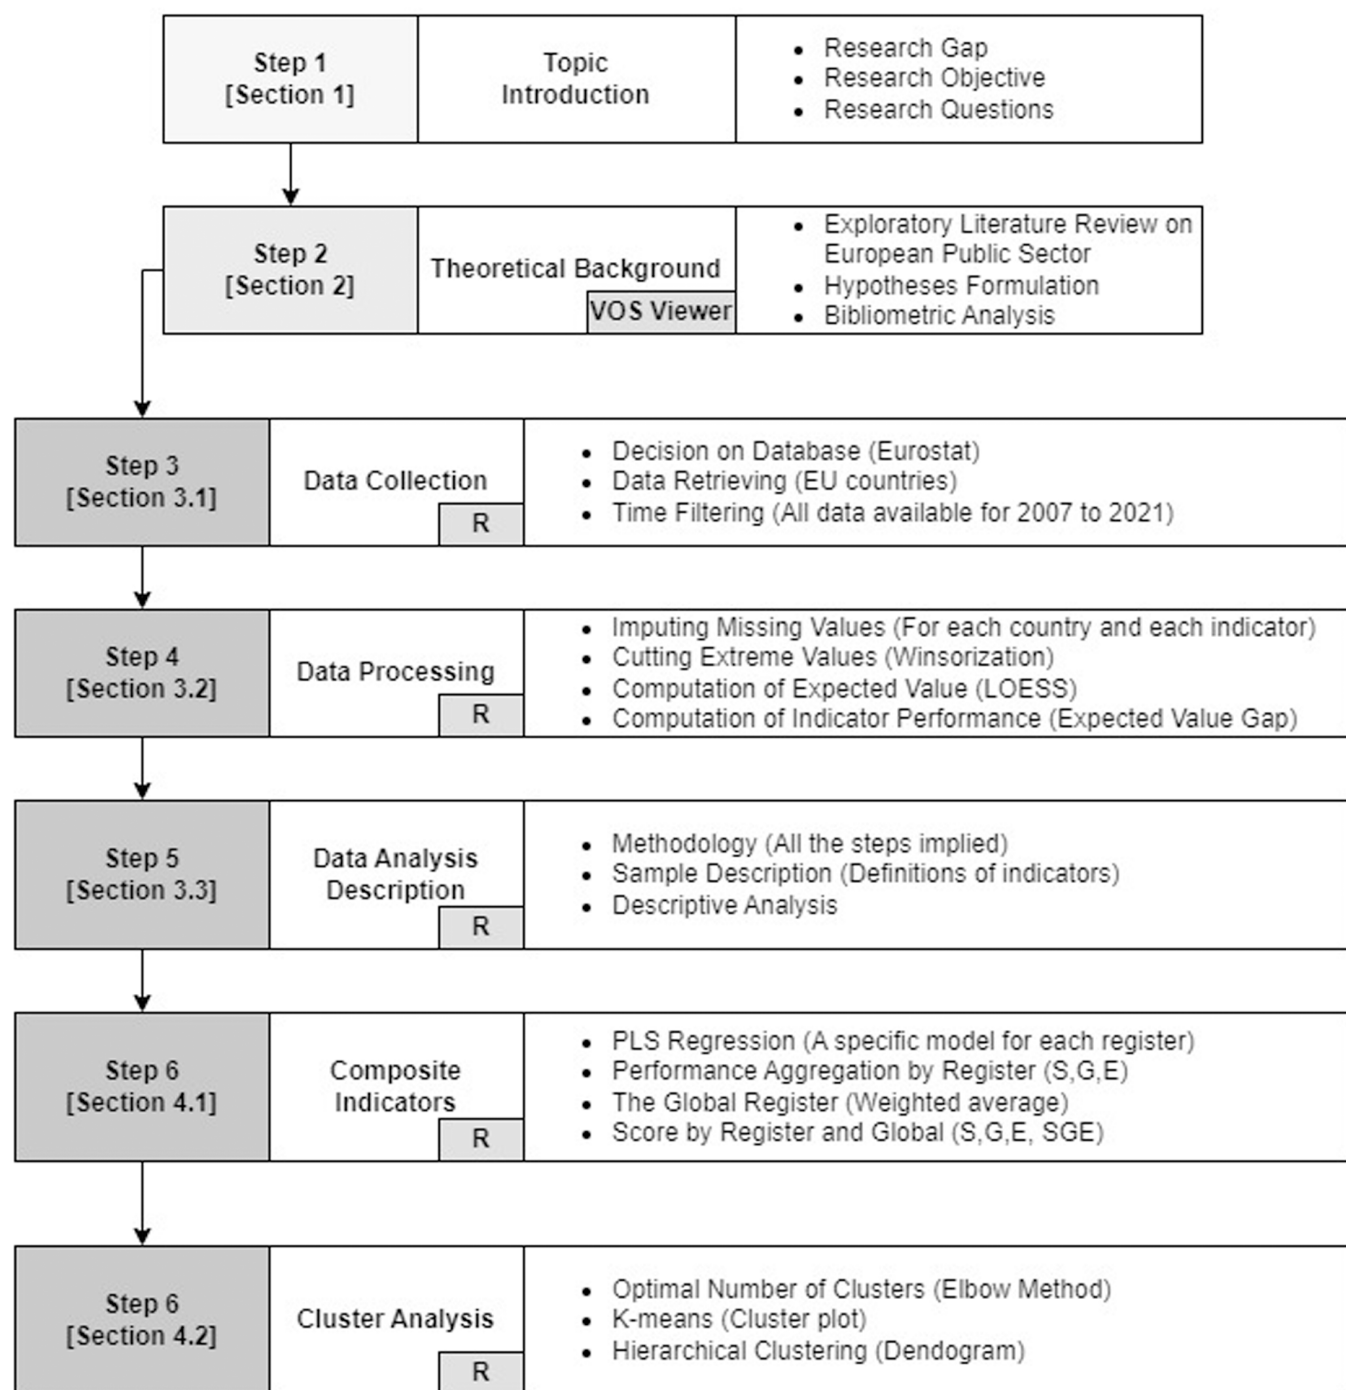 Step 1
[Section 1]
Topic
Introduction
• Research Gap
• Research Objective
• Research Questions
Step 2
[Section 2]
Theoretical Background
VOS Viewer
• Exploratory Literature Review on
European Public Sector
• Hypotheses Formulation
• Bibliometric Analysis
Step 3
[Section 3.1]
Data Collection
R
• Decision on Database (Eurostat)
• Data Retrieving (EU countries)
• Time Filtering (All data available for 2007 to 2021)
Step 4
[Section 3.2]
Data Processing
R
• Imputing Missing Values (For each country and each indicator)
• Cutting Extreme Values (Winsorization)
• Computation of Expected Value (LOESS)
• Computation of Indicator Performance (Expected Value Gap)
Step 5
[Section 3.3]
Data Analysis
Description
R
• Methodology (All the steps implied)
• Sample Description (Definitions of indicators)
• Descriptive Analysis
Step 6
[Section 4.1]
Composite
Indicators
R
• PLS Regression (A specific model for each register)
• Performance Aggregation by Register (S,G,E)
• The Global Register (Weighted average)
• Score by Register and Global (S,G,E, SGE)
Step 6
[Section 4.2]
Cluster Analysis
R
• Optimal Number of Clusters (Elbow Method)
• K-means (Cluster plot)
• Hierarchical Clustering (Dendogram)